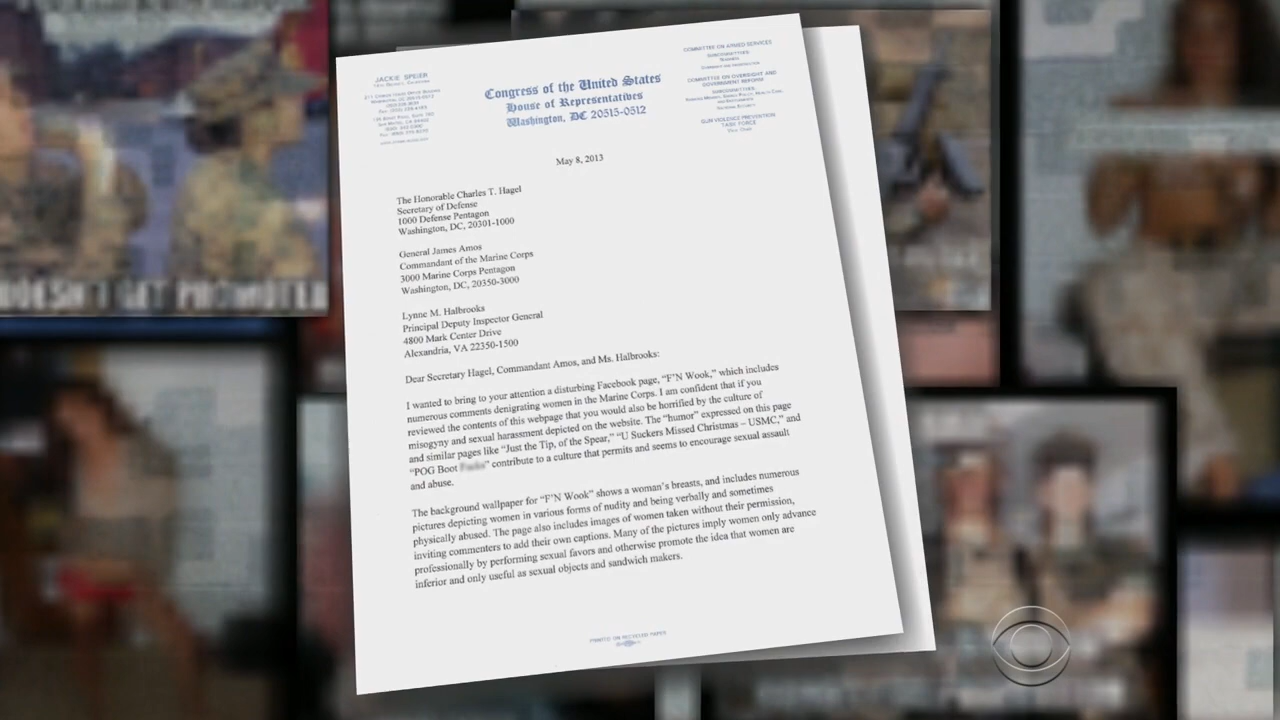 DOESN'T GET PROMOTED
JACKIE SPEIER
Congress of the United States
House of Representatives
Washington, DC 20515-0512
COMMITTEE ON ARMED SERVICES
SUBCOMMITTEES
COMMITTEE ON OVERSIGHT AND
GOVERNMENT REFORM
SUBCOMMITTEES
GUN VIOLENCE PREVENTION
TASK FORCE
May 8, 2013
The Honorable Charles T. Hagel
Secretary of Defense
1000 Defense Pentagon
Washington, DC, 20301-1000
General James Amos
Commandant of the Marine Corps
3000 Marine Corps Pentagon
Washington, DC, 20350-3000
Lynne M. Halbrooks
Principal Deputy Inspector General
4800 Mark Center Drive
Alexandria, VA 22350-1500
Dear Secretary Hagel, Commandant Amos, and Ms. Halbrooks:
I wanted to bring to your attention a disturbing Facebook page, “F’N Wook,” which includes
numerous comments denigrating women in the Marine Corps. I am confident that if you
reviewed the contents of this webpage that you would also be horrified by the culture of
misogyny and sexual harassment depicted on the website. The “humor” expressed on this page
and similar pages like “Just the Tip, of the Spear,” “U Suckers Missed Christmas – USMC,” and
“POG Boot ” contribute to a culture that permits and seems to encourage sexual assault
and abuse.
The background wallpaper for “F’N Wook” shows a woman’s breasts, and includes numerous
pictures depicting women in various forms of nudity and being verbally and sometimes
physically abused. The page also includes images of women taken without their permission,
inviting commenters to add their own captions. Many of the pictures imply women only advance
professionally by performing sexual favors and otherwise promote the idea that women are
inferior and only useful as sexual objects and sandwich makers.
PRINTED ON RECYCLED PAPER